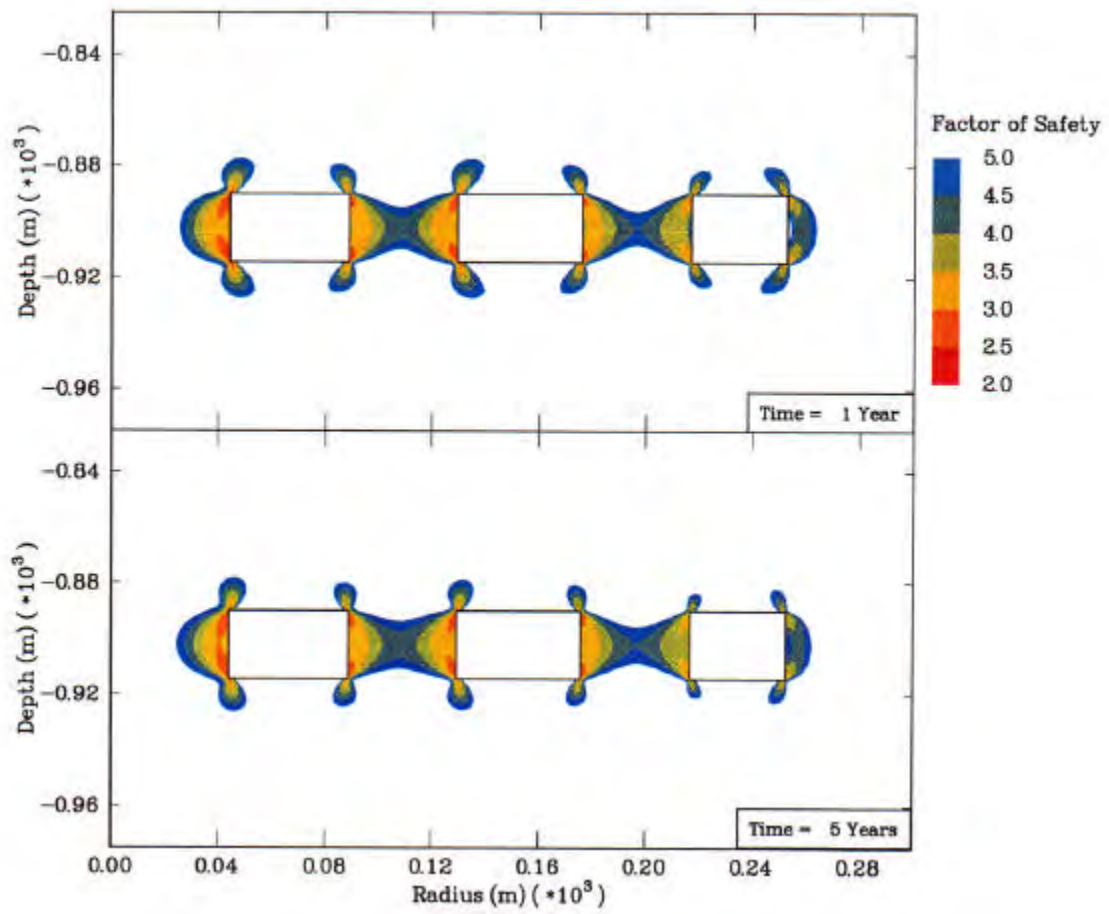 −0.84
−0.88
−0.92
−0.96
Depth (m) ( *10³)
Time = 1 Year
Factor of Safety
5.0
4.5
4.0
3.5
3.0
2.5
2.0
−0.84
−0.88
−0.92
−0.96
Depth (m) ( *10³)
Time = 5 Years
0.00 0.04 0.08 0.12 0.16 0.20 0.24 0.28
Radius (m) ( *10³)